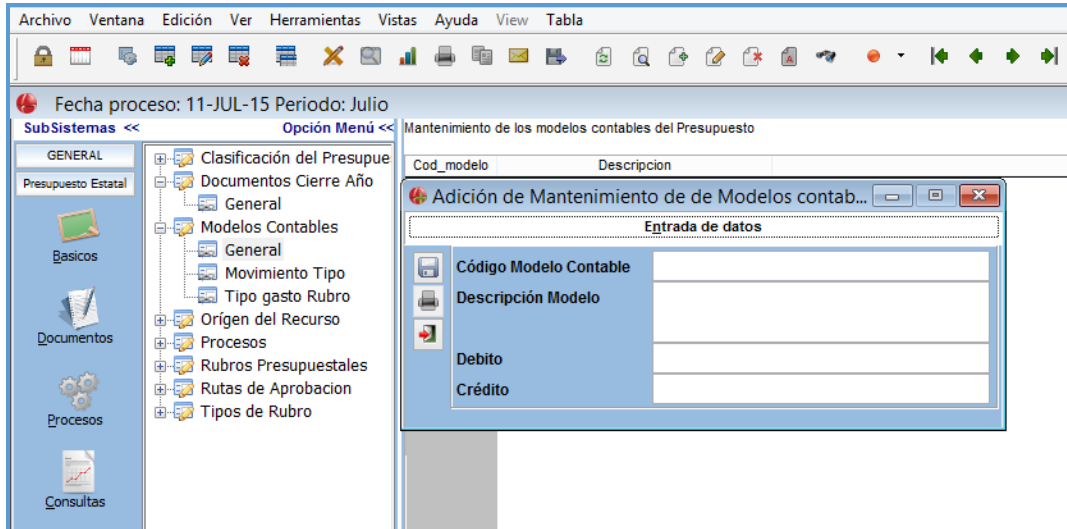 Archivo Ventana Edición Ver Herramientas Vistas Ayuda View Tabla
Fecha proceso: 11-JUL-15 Periodo: Julio
SubSistemas << Opción Menú <<
GENERAL
Presupuesto Estatal
Basicos
Documentos
Procesos
Consultas
Clasificación del Presupue
Documentos Cierre Año
General
Modelos Contables
General
Movimiento Tipo
Tipo gasto Rubro
Orígen del Recurso
Procesos
Rubros Presupuestales
Rutas de Aprobacion
Tipos de Rubro
Mantenimiento de los modelos contables del Presupuesto
Cod_modelo Descripcion
Adición de Mantenimiento de de Modelos contab...
Entrada de datos
Código Modelo Contable
Descripción Modelo
Debito
Crédito